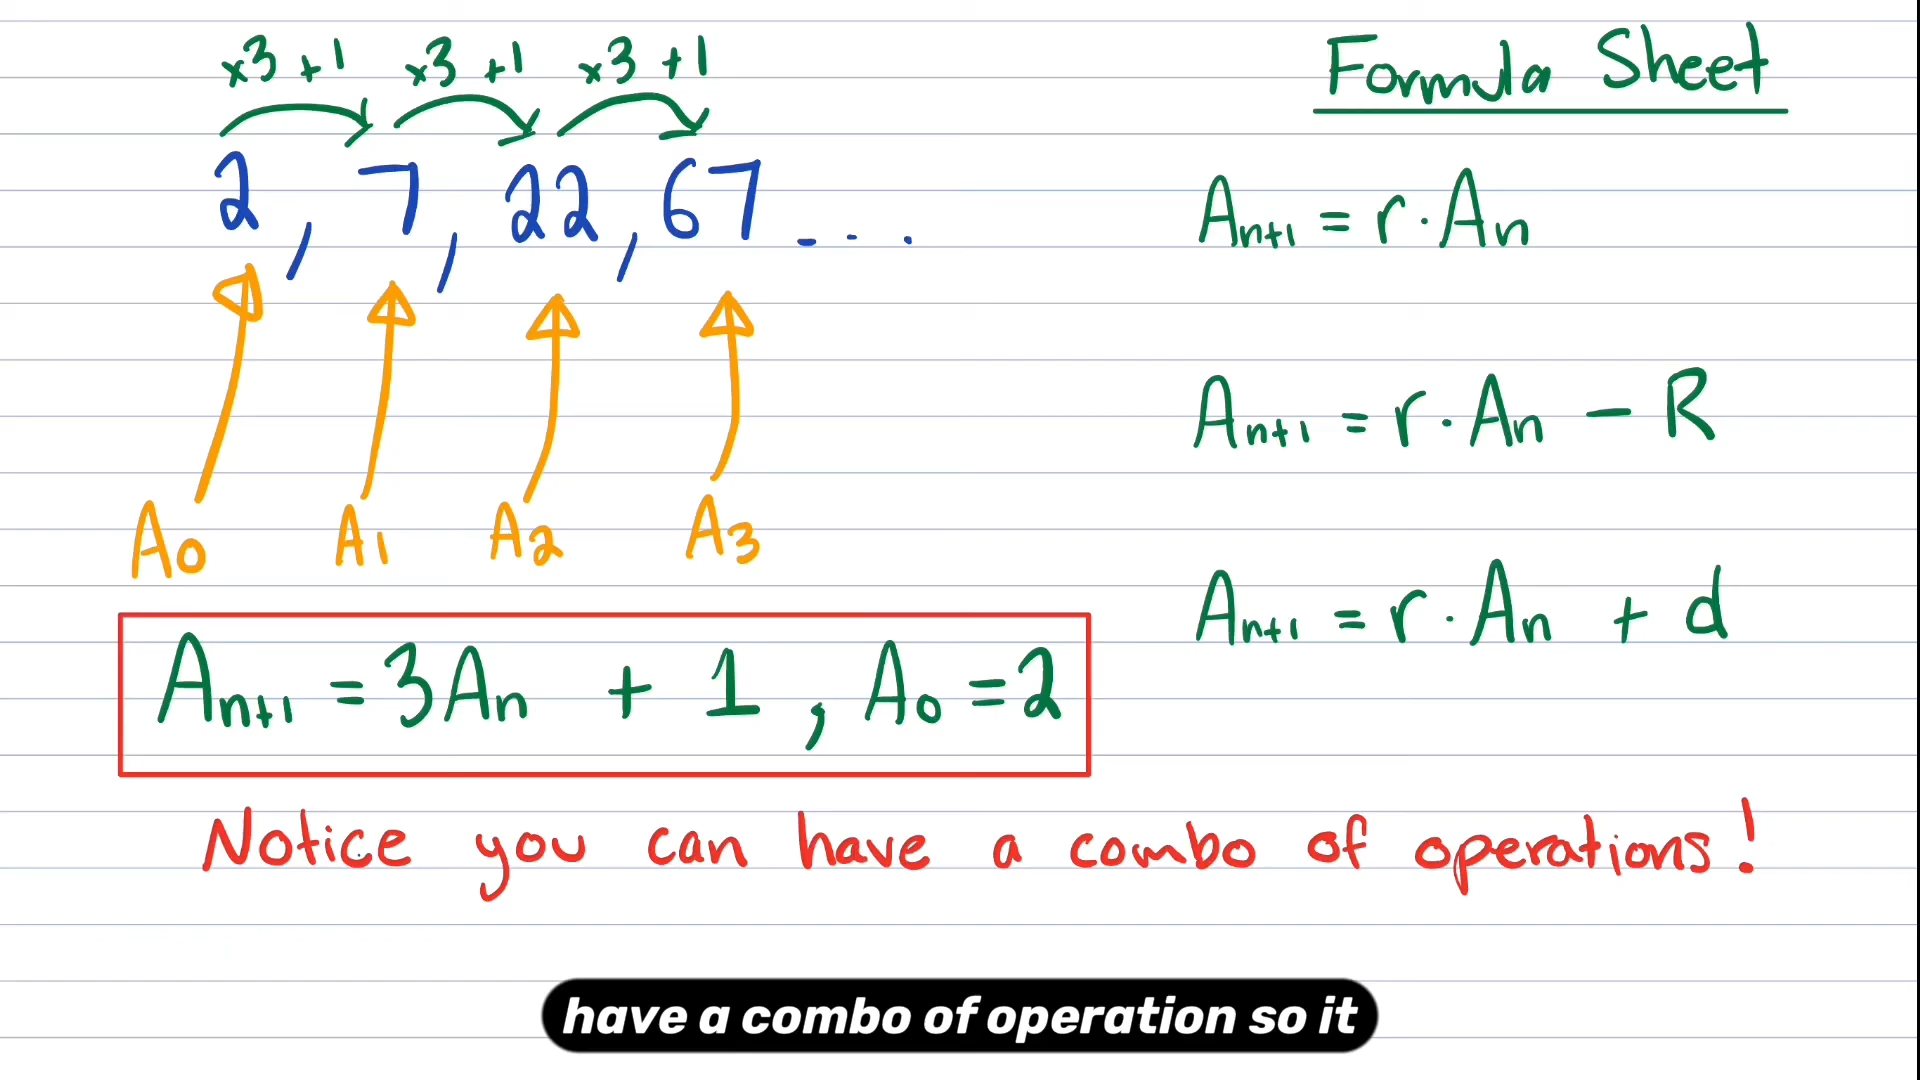 x3 +1 x3 +1 x3 +1
2, 7, 22, 67 ...
A0 A1 A2 A3
An+1 = 3An + 1, A0 = 2
Formula Sheet
An+1 = r · An
An+1 = r · An − R
An+1 = r · An + d
Notice you can have a combo of operations!
have a combo of operation so it